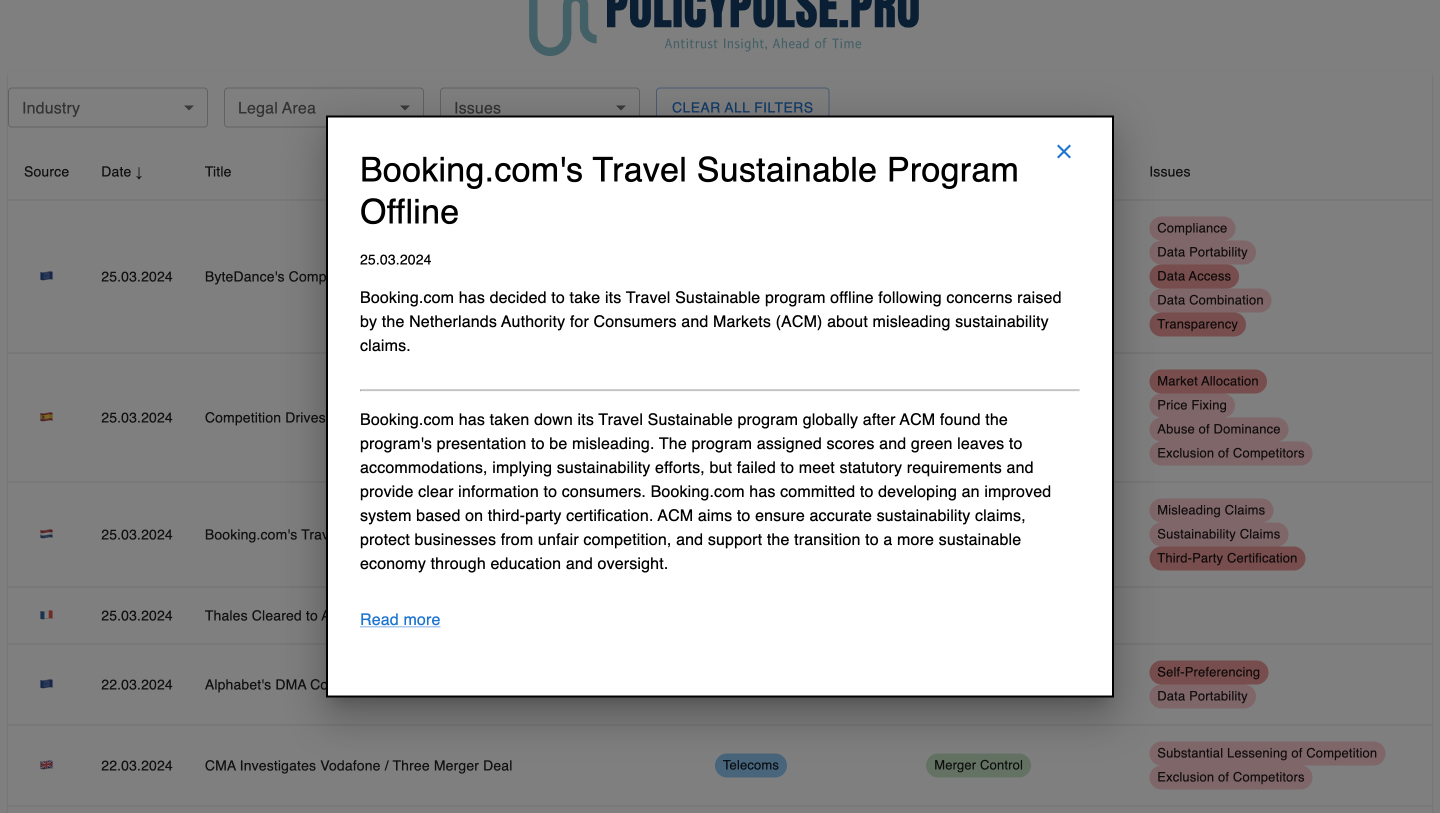 POLICYPULSE.PRO
Antitrust Insight, Ahead of Time
Industry
Legal Area
Issues
CLEAR ALL FILTERS
Source
Date ↓
Title
Issues
Booking.com's Travel Sustainable Program
Offline
25.03.2024
Booking.com has decided to take its Travel Sustainable program offline following concerns raised
by the Netherlands Authority for Consumers and Markets (ACM) about misleading sustainability
claims.
Booking.com has taken down its Travel Sustainable program globally after ACM found the
program's presentation to be misleading. The program assigned scores and green leaves to
accommodations, implying sustainability efforts, but failed to meet statutory requirements and
provide clear information to consumers. Booking.com has committed to developing an improved
system based on third-party certification. ACM aims to ensure accurate sustainability claims,
protect businesses from unfair competition, and support the transition to a more sustainable
economy through education and oversight.
Read more
25.03.2024
ByteDance's Comp
Compliance
Data Portability
Data Access
Data Combination
Transparency
25.03.2024
Competition Drives
Market Allocation
Price Fixing
Abuse of Dominance
Exclusion of Competitors
25.03.2024
Booking.com's Trav
Misleading Claims
Sustainability Claims
Third-Party Certification
25.03.2024
Thales Cleared to A
22.03.2024
Alphabet's DMA Co
Self-Preferencing
Data Portability
22.03.2024
CMA Investigates Vodafone / Three Merger Deal
Telecoms
Merger Control
Substantial Lessening of Competition
Exclusion of Competitors